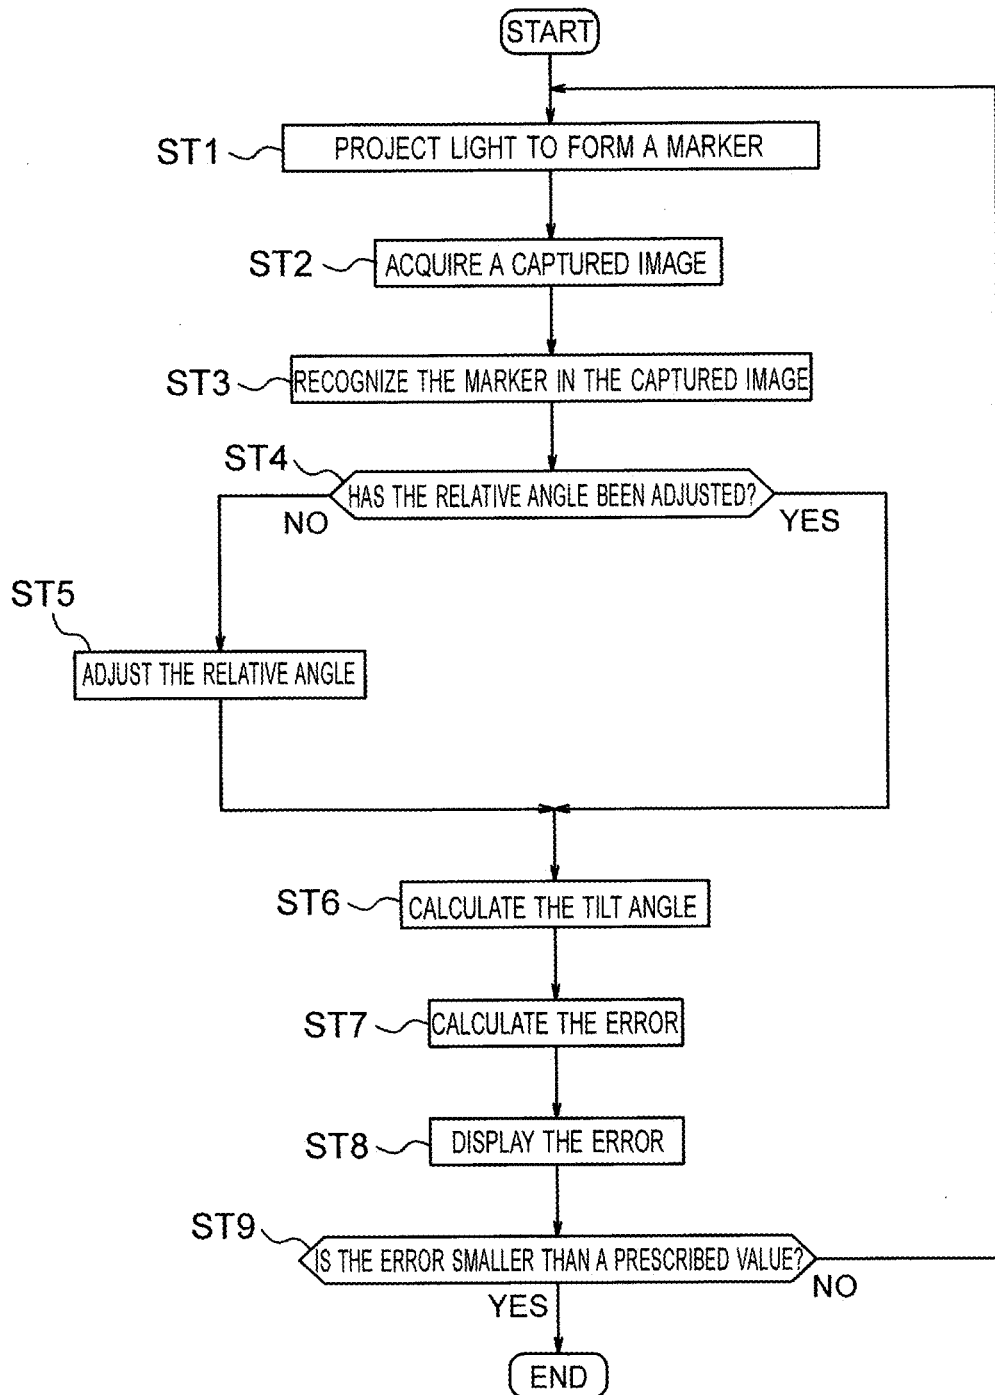 START
ST1
PROJECT LIGHT TO FORM A MARKER
ST2
ACQUIRE A CAPTURED IMAGE
ST3
RECOGNIZE THE MARKER IN THE CAPTURED IMAGE
ST4
HAS THE RELATIVE ANGLE BEEN ADJUSTED?
NO
YES
ST5
ADJUST THE RELATIVE ANGLE
ST6
CALCULATE THE TILT ANGLE
ST7
CALCULATE THE ERROR
ST8
DISPLAY THE ERROR
ST9
IS THE ERROR SMALLER THAN A PRESCRIBED VALUE?
NO
YES
END